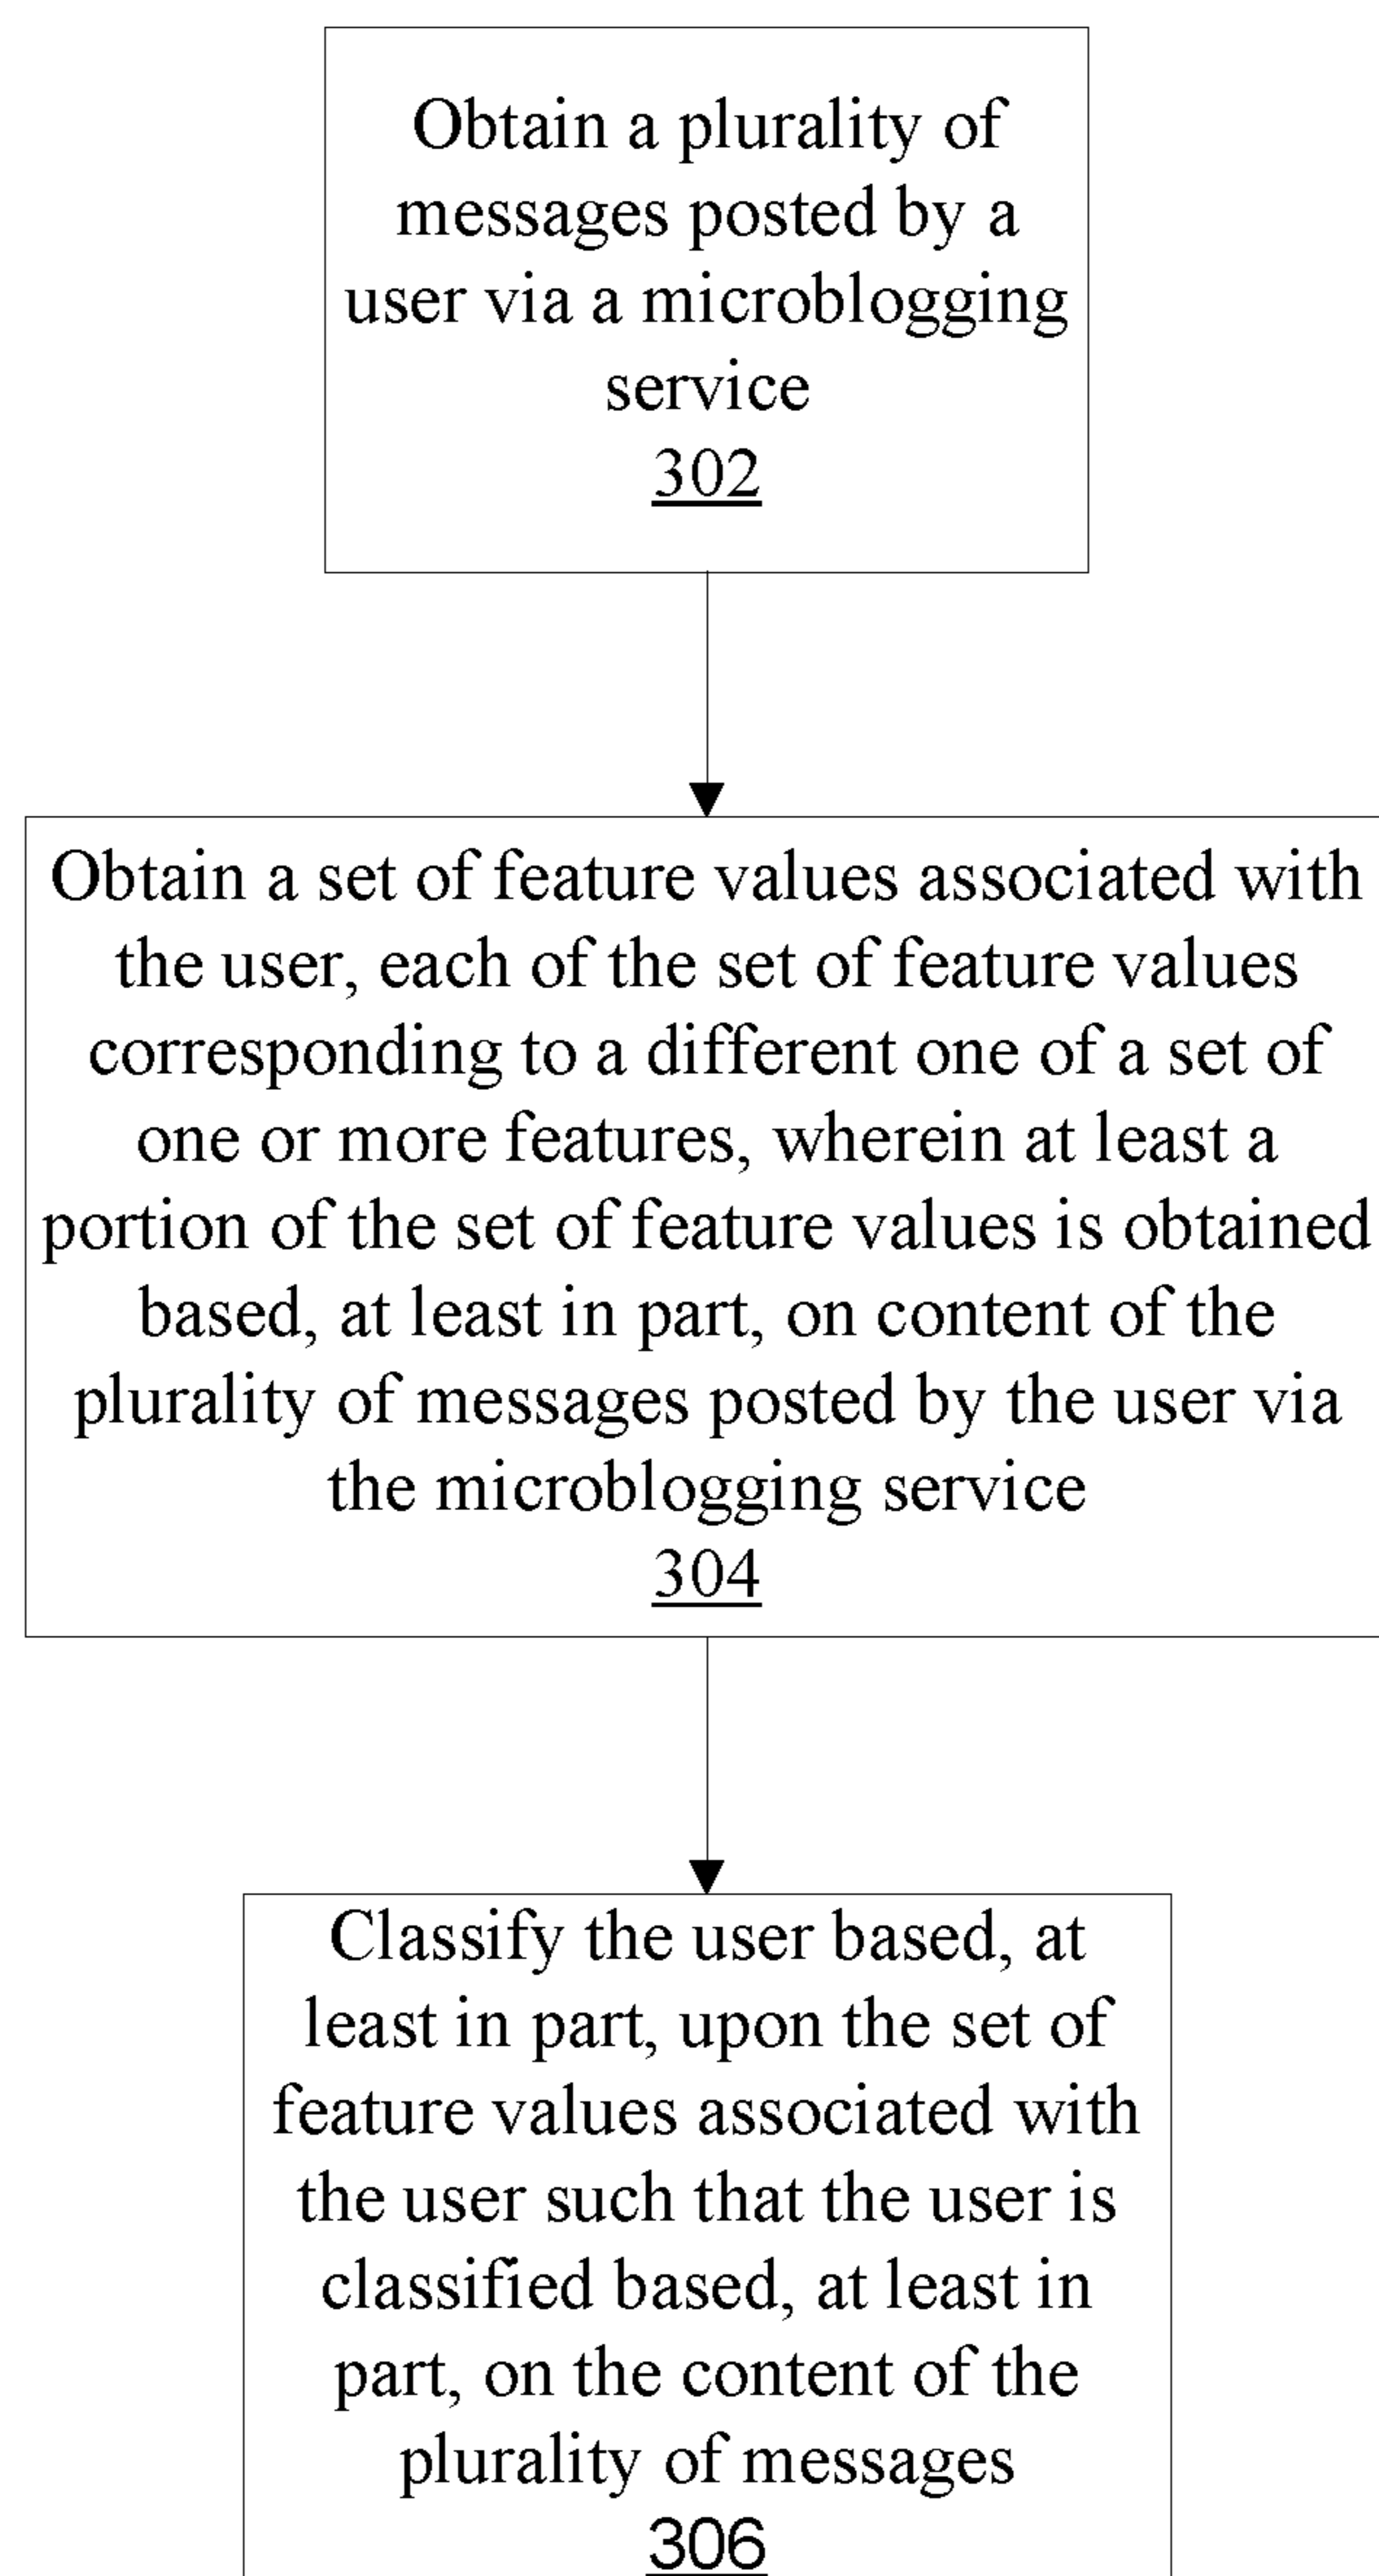 Obtain a plurality of
messages posted by a
user via a microblogging
service
302
Obtain a set of feature values associated with
the user, each of the set of feature values
corresponding to a different one of a set of
one or more features, wherein at least a
portion of the set of feature values is obtained
based, at least in part, on content of the
plurality of messages posted by the user via
the microblogging service
304
Classify the user based, at
least in part, upon the set of
feature values associated with
the user such that the user is
classified based, at least in
part, on the content of the
plurality of messages
306